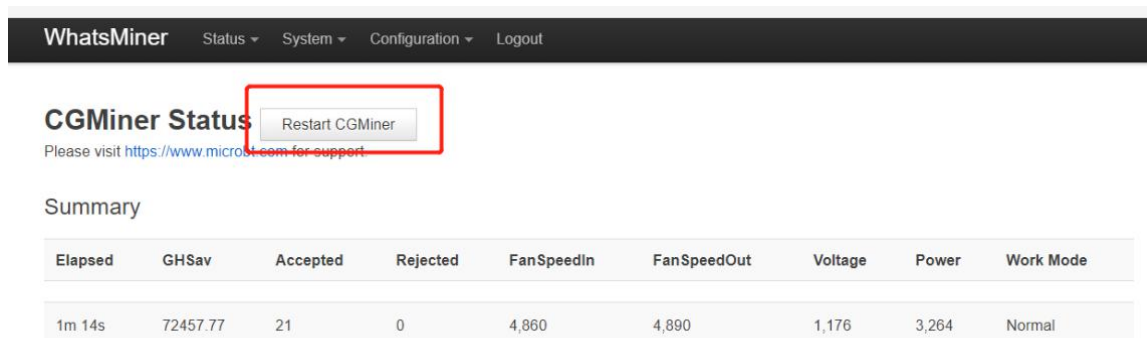 WhatsMiner Status System Configuration Logout
CGMiner Status Restart CGMiner
Please visit https://www.microbt.com for support.
Summary
Elapsed GHSav Accepted Rejected FanSpeedIn FanSpeedOut Voltage Power Work Mode
1m 14s 72457.77 21 0 4,860 4,890 1,176 3,264 Normal